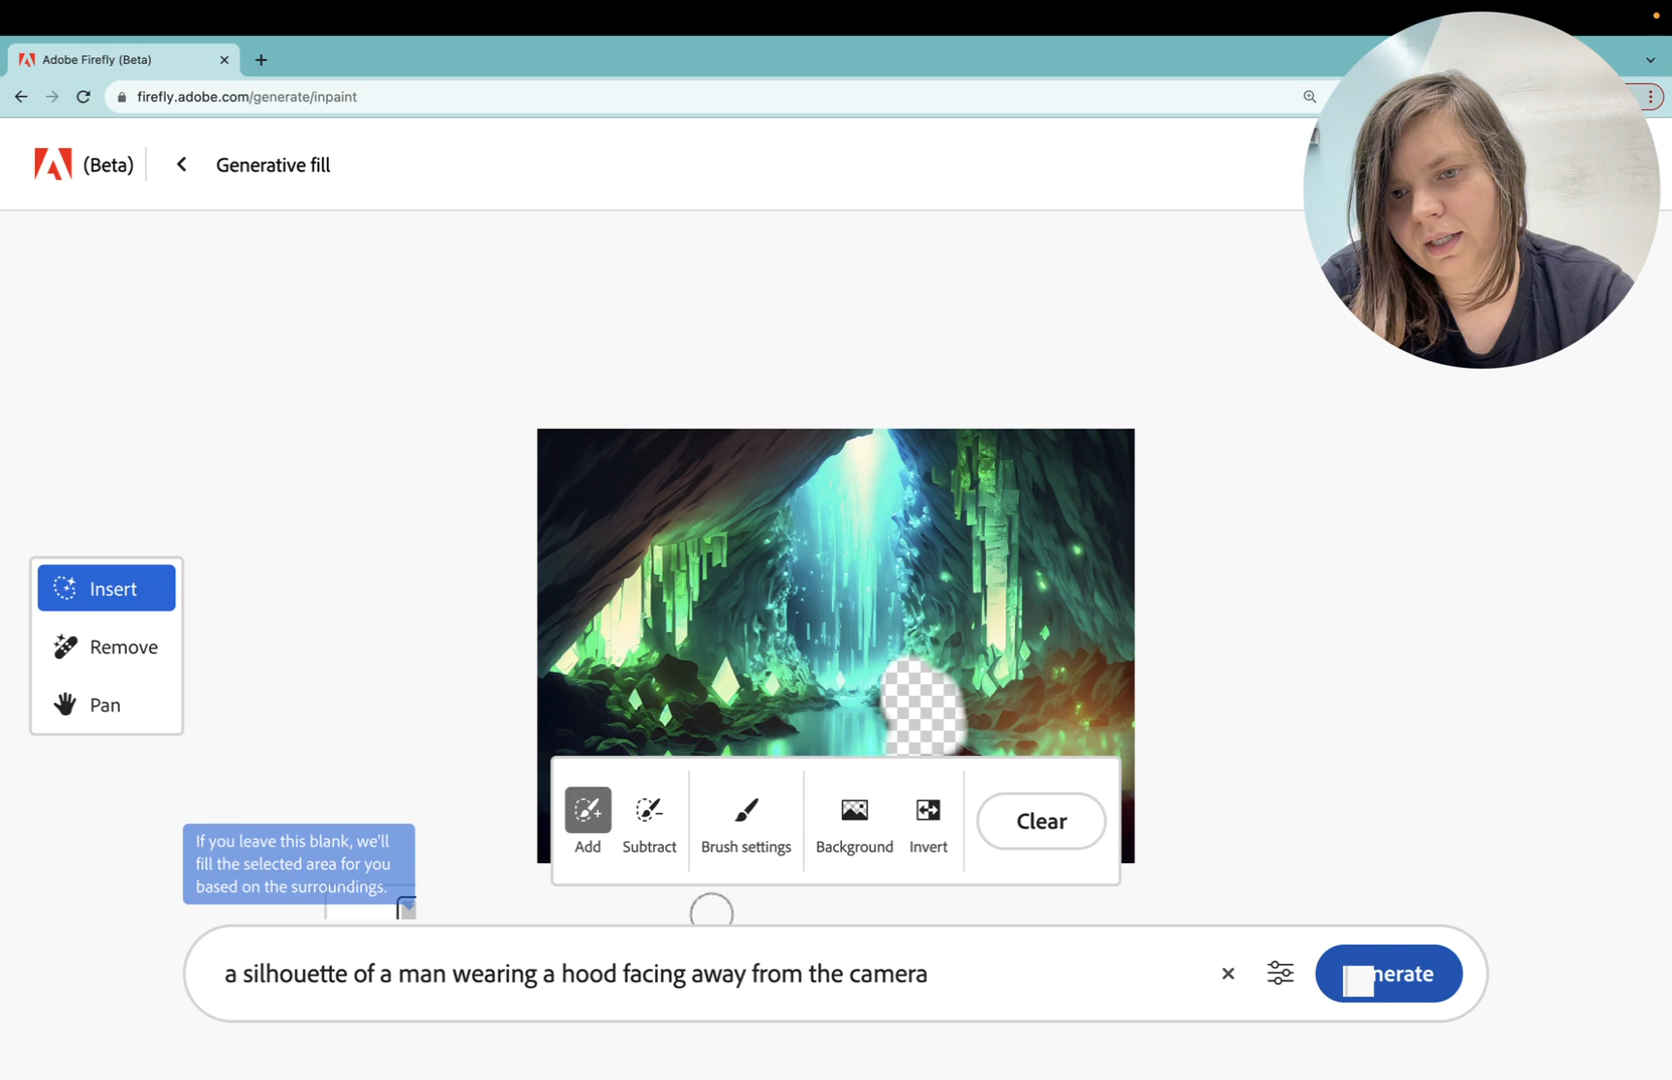 Adobe Firefly (Beta)
firefly.adobe.com/generate/inpaint
(Beta)
Generative fill
Insert
Remove
Pan
Add
Subtract
Brush settings
Background
Invert
Clear
If you leave this blank, we'll
fill the selected area for you
based on the surroundings.
a silhouette of a man wearing a hood facing away from the camera
nerate